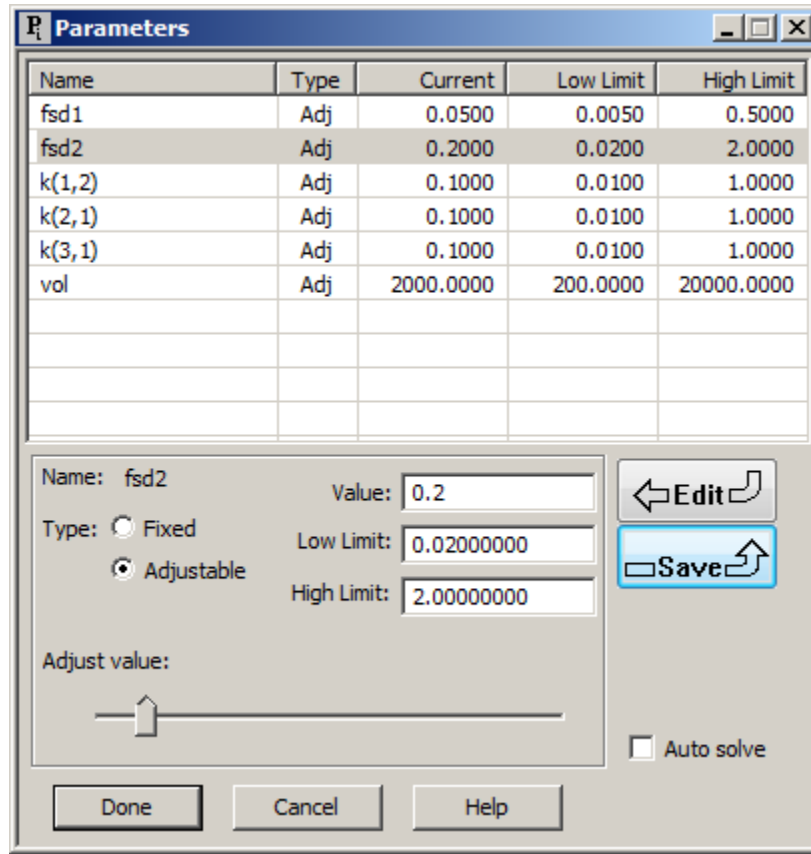 Pi Parameters
Name Type Current Low Limit High Limit
fsd1 Adj 0.0500 0.0050 0.5000
fsd2 Adj 0.2000 0.0200 2.0000
k(1,2) Adj 0.1000 0.0100 1.0000
k(2,1) Adj 0.1000 0.0100 1.0000
k(3,1) Adj 0.1000 0.0100 1.0000
vol Adj 2000.0000 200.0000 20000.0000
Name: fsd2
Value: 0.2
Edit
Type: Fixed
Low Limit: 0.02000000
Adjustable
Save
High Limit: 2.00000000
Adjust value:
Auto solve
Done Cancel Help